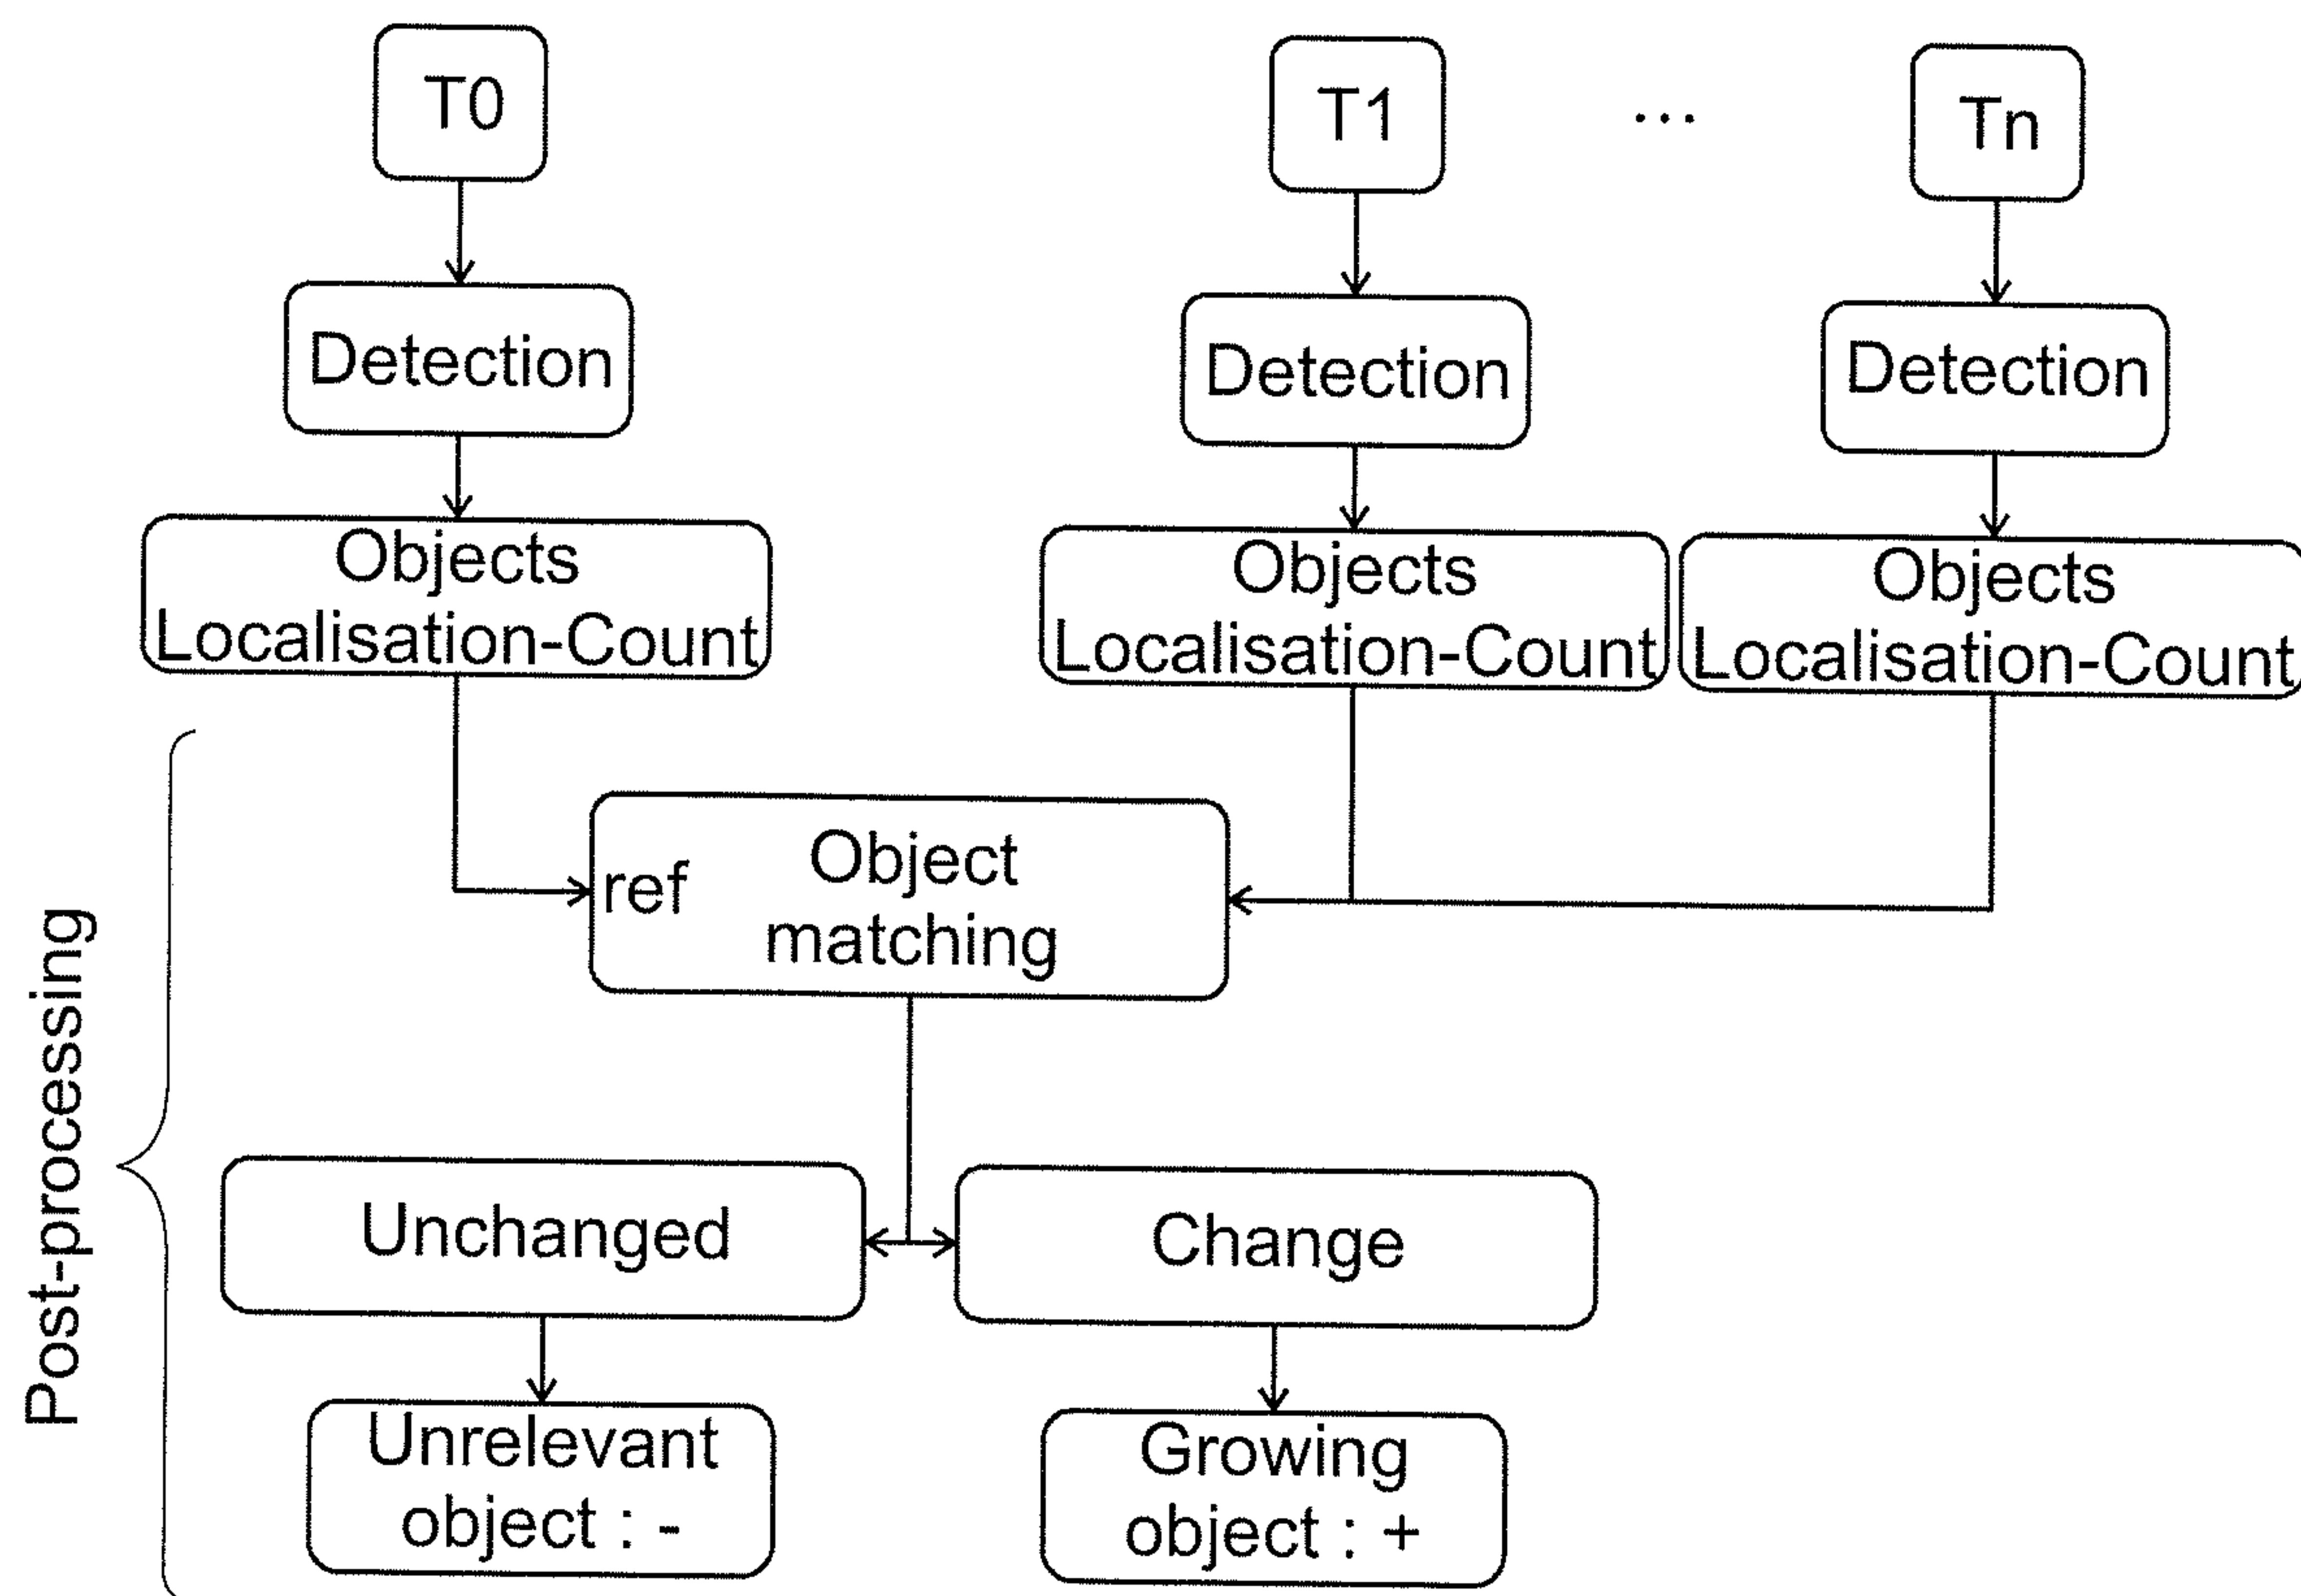 T0
T1
...
Tn
Detection
Detection
Detection
Objects
Localisation-Count
Objects
Localisation-Count
Objects
Localisation-Count
Post-processing
ref
Object
matching
Unchanged
Change
Unrelevant
object : -
Growing
object : +